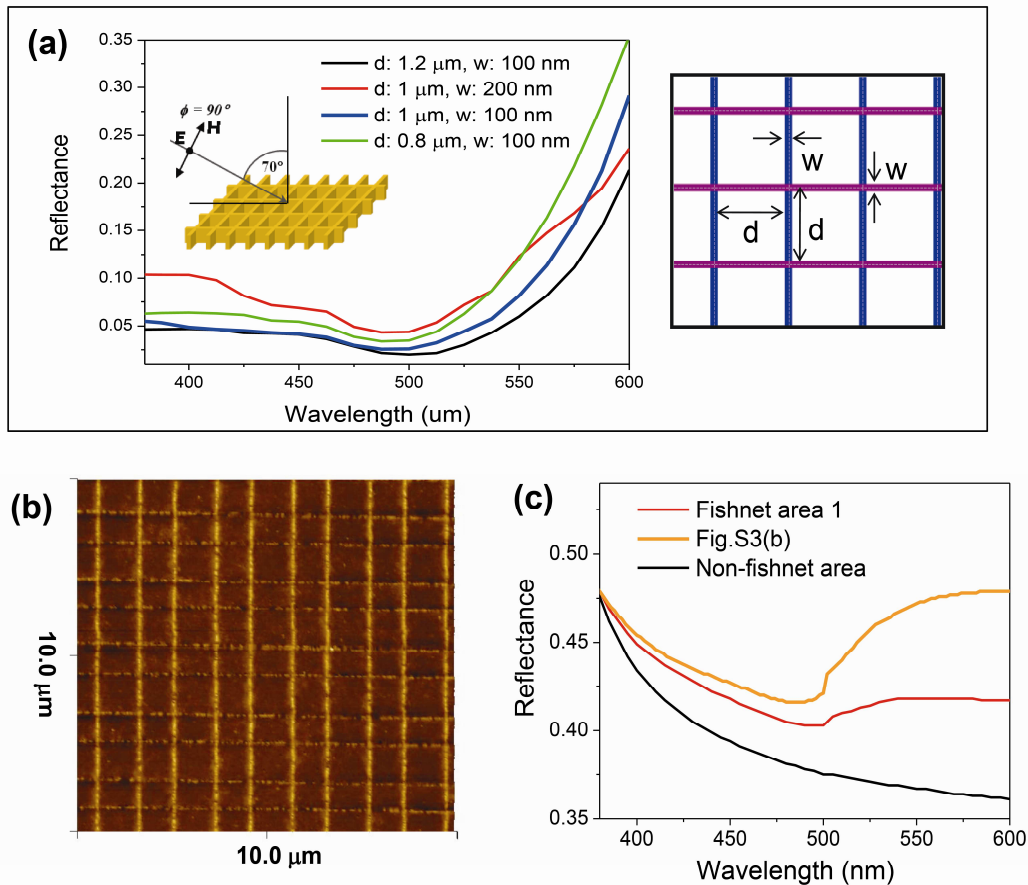 (a)
0.35
0.30
0.25
0.20
0.15
0.10
0.05
Reflectance
d: 1.2 μm, w: 100 nm
d: 1 μm, w: 200 nm
d: 1 μm, w: 100 nm
d: 0.8 μm, w: 100 nm
ϕ = 90°
H
E
70°
400 450 500 550 600
Wavelength (um)
w
w
d
d
(b)
10.0 μm
10.0 μm
(c)
Fishnet area 1
Fig.S3(b)
Non-fishnet area
0.50
0.45
0.40
0.35
Reflectance
400 450 500 550 600
Wavelength (nm)